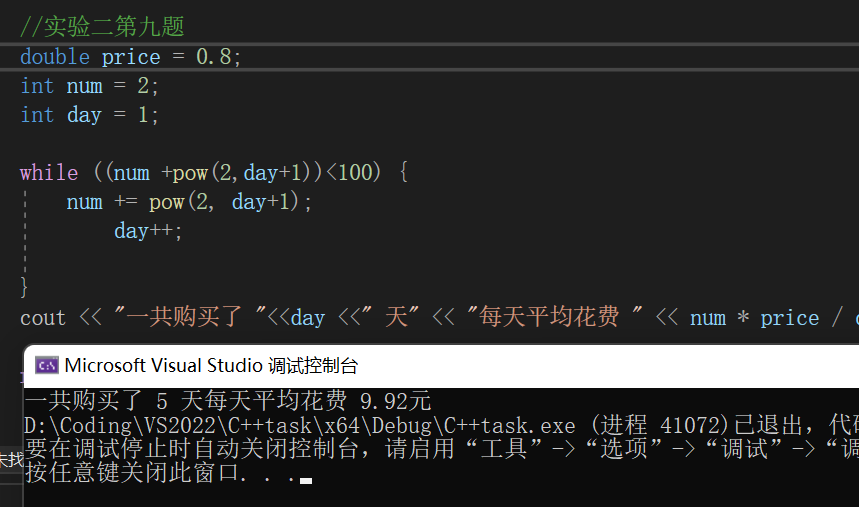 //实验二第九题
double price = 0.8;
int num = 2;
int day = 1;
while ((num +pow(2,day+1))<100) {
num += pow(2, day+1);
day++;
}
cout << "一共购买了 "<<day <<" 天" << "每天平均花费 " << num * price /
Microsoft Visual Studio 调试控制台
一共购买了 5 天每天平均花费 9.92元
D:\Coding\VS2022\C++task\x64\Debug\C++task.exe (进程 41072)已退出，代
未找
要在调试停止时自动关闭控制台，请启用“工具”->“选项”->“调试”->“调
按任意键关闭此窗口. . .